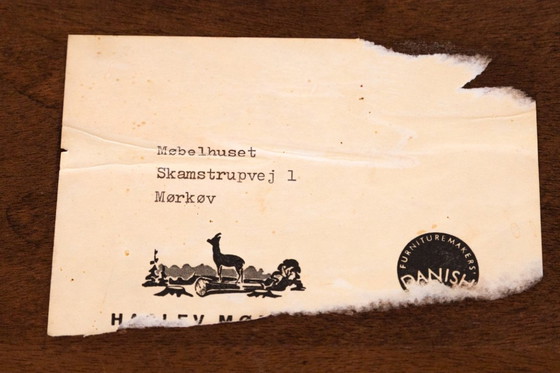 Møbelhuset
Skamstrupvej 1
Mørkøv
FURNITUREMAKERS'
DANISH